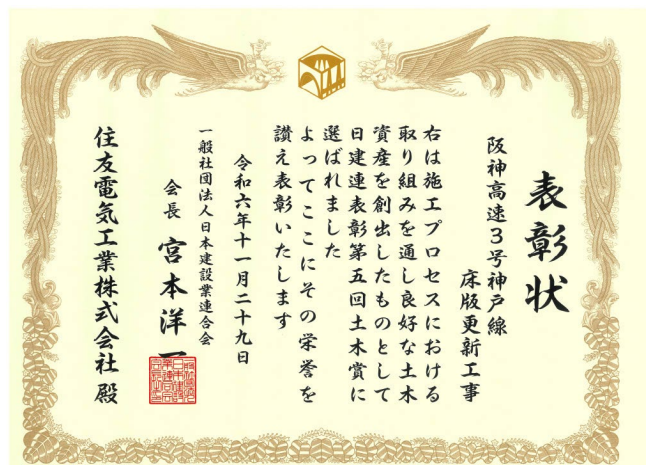 表彰状
阪神高速3号神戸線
床版更新工事
右は施工プロセスにおける
取り組みを通し良好な土木
資産を創出したものとして
日建連表彰第五回土木賞に
選ばれました
よってここにその栄誉を
讃え表彰いたします
令和六年十一月二十九日
一般社団法人日本建設業連合会
会長 宮本洋一
住友電気工業株式会社 殿